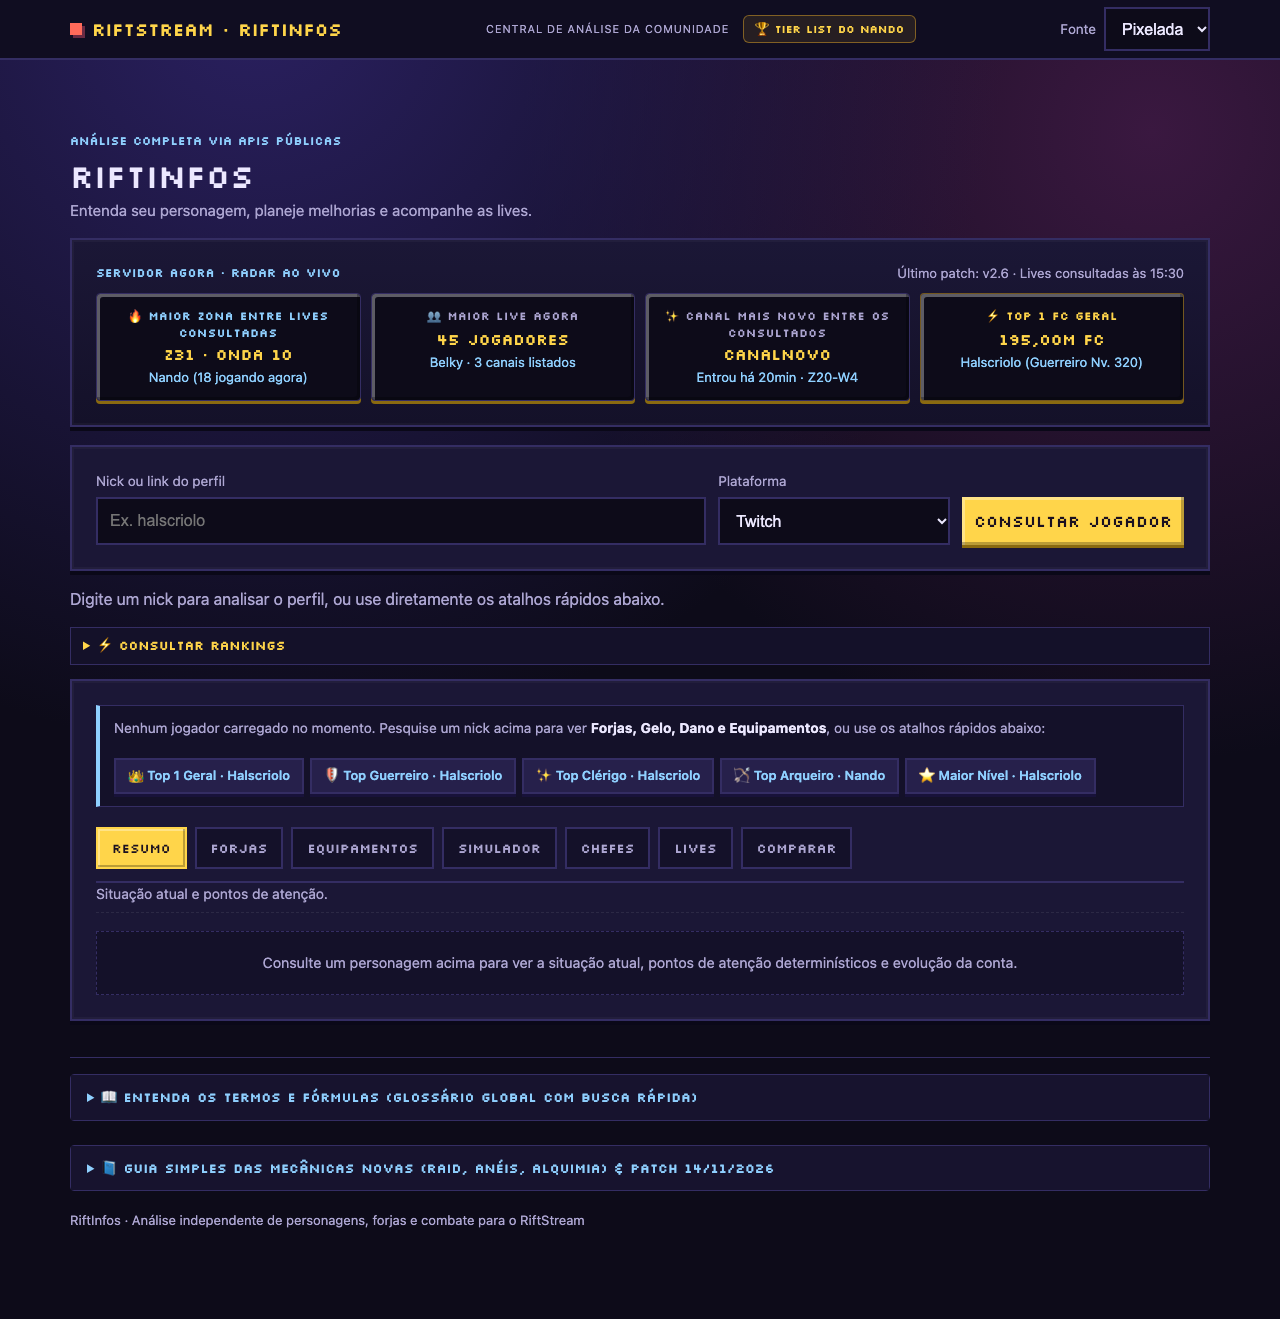 RIFTSTREAM · RIFTINFOS
CENTRAL DE ANÁLISE DA COMUNIDADE
🏆 TIER LIST DO NANDO
Fonte
Pixelada
ANÁLISE COMPLETA VIA APIS PÚBLICAS
RIFTINFOS
Entenda seu personagem, planeje melhorias e acompanhe as lives.
SERVIDOR AGORA · RADAR AO VIVO
Último patch: v2.6 · Lives consultadas às 15:30
🔥 MAIOR ZONA ENTRE LIVES
CONSULTADAS
Z31 · ONDA 10
Nando (18 jogando agora)
👥 MAIOR LIVE AGORA
45 JOGADORES
Belky · 3 canais listados
✨ CANAL MAIS NOVO ENTRE OS
CONSULTADOS
CANALNOVO
Entrou há 20min · Z20-W4
⚡ TOP 1 FC GERAL
195,00M FC
Halscriolo (Guerreiro Nv. 320)
Nick ou link do perfil
Ex. halscriolo
Plataforma
Twitch
CONSULTAR JOGADOR
Digite um nick para analisar o perfil, ou use diretamente os atalhos rápidos abaixo.
▶ ⚡ CONSULTAR RANKINGS
Nenhum jogador carregado no momento. Pesquise um nick acima para ver Forjas, Gelo, Dano e Equipamentos, ou use os atalhos rápidos abaixo:
👑 Top 1 Geral · Halscriolo
🛡️ Top Guerreiro · Halscriolo
✨ Top Clérigo · Halscriolo
🏹 Top Arqueiro · Nando
⭐ Maior Nível · Halscriolo
RESUMO
FORJAS
EQUIPAMENTOS
SIMULADOR
CHEFES
LIVES
COMPARAR
Situação atual e pontos de atenção.
Consulte um personagem acima para ver a situação atual, pontos de atenção determinísticos e evolução da conta.
▶ 📖 ENTENDA OS TERMOS E FÓRMULAS (GLOSSÁRIO GLOBAL COM BUSCA RÁPIDA)
▶ 📘 GUIA SIMPLES DAS MECÂNICAS NOVAS (RAID, ANÉIS, ALQUIMIA) & PATCH 14/11/2026
RiftInfos · Análise independente de personagens, forjas e combate para o RiftStream